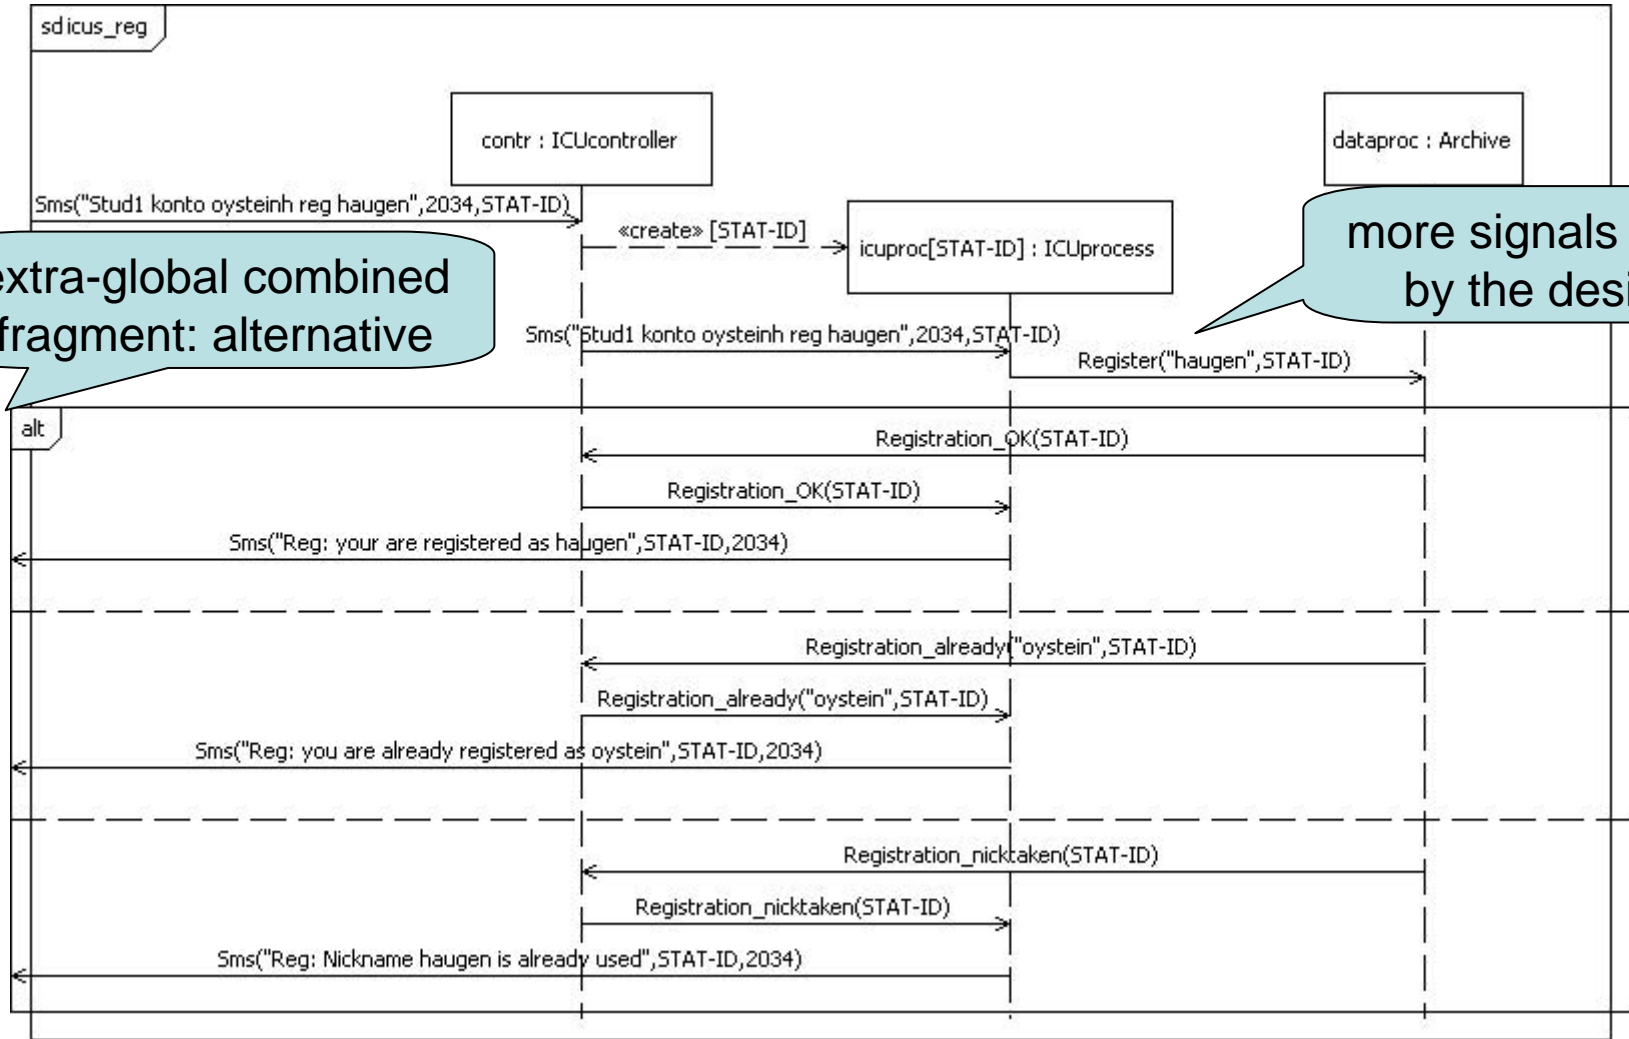 sd icus_reg
contr : ICUcontroller
dataproc : Archive
Sms("Stud1 konto oysteinh reg haugen",2034,STAT-ID)
«create» [STAT-ID]
icuproc[STAT-ID] : ICUprocess
more signals
by the
extra-global combined
fragment: alternative
Sms("Stud1 konto oysteinh reg haugen",2034,STAT-ID)
Register("haugen",STAT-ID)
alt
Registration_OK(STAT-ID)
Registration_OK(STAT-ID)
Sms("Reg: your are registered as haugen",STAT-ID,2034)
Registration_already("oystein",STAT-ID)
Registration_already("oystein",STAT-ID)
Sms("Reg: you are already registered as oystein",STAT-ID,2034)
Registration_nicktaken(STAT-ID)
Registration_nicktaken(STAT-ID)
Sms("Reg: Nickname haugen is already used",STAT-ID,2034)